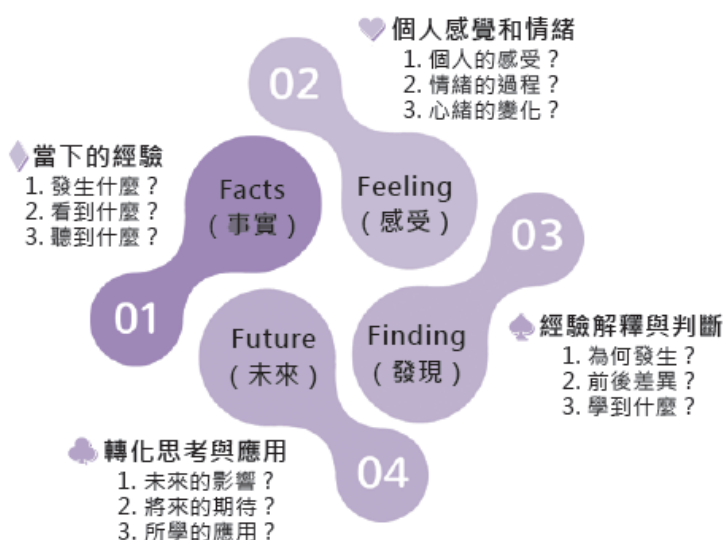 01
當下的經驗
1. 發生什麼？
2. 看到什麼？
3. 聽到什麼？
Facts
（事實）
02
個人感覺和情緒
1. 個人的感受？
2. 情緒的過程？
3. 心緒的變化？
Feeling
（感受）
03
經驗解釋與判斷
1. 為何發生？
2. 前後差異？
3. 學到什麼？
Finding
（發現）
04
轉化思考與應用
1. 未來的影響？
2. 將來的期待？
3. 所學的應用？
Future
（未來）